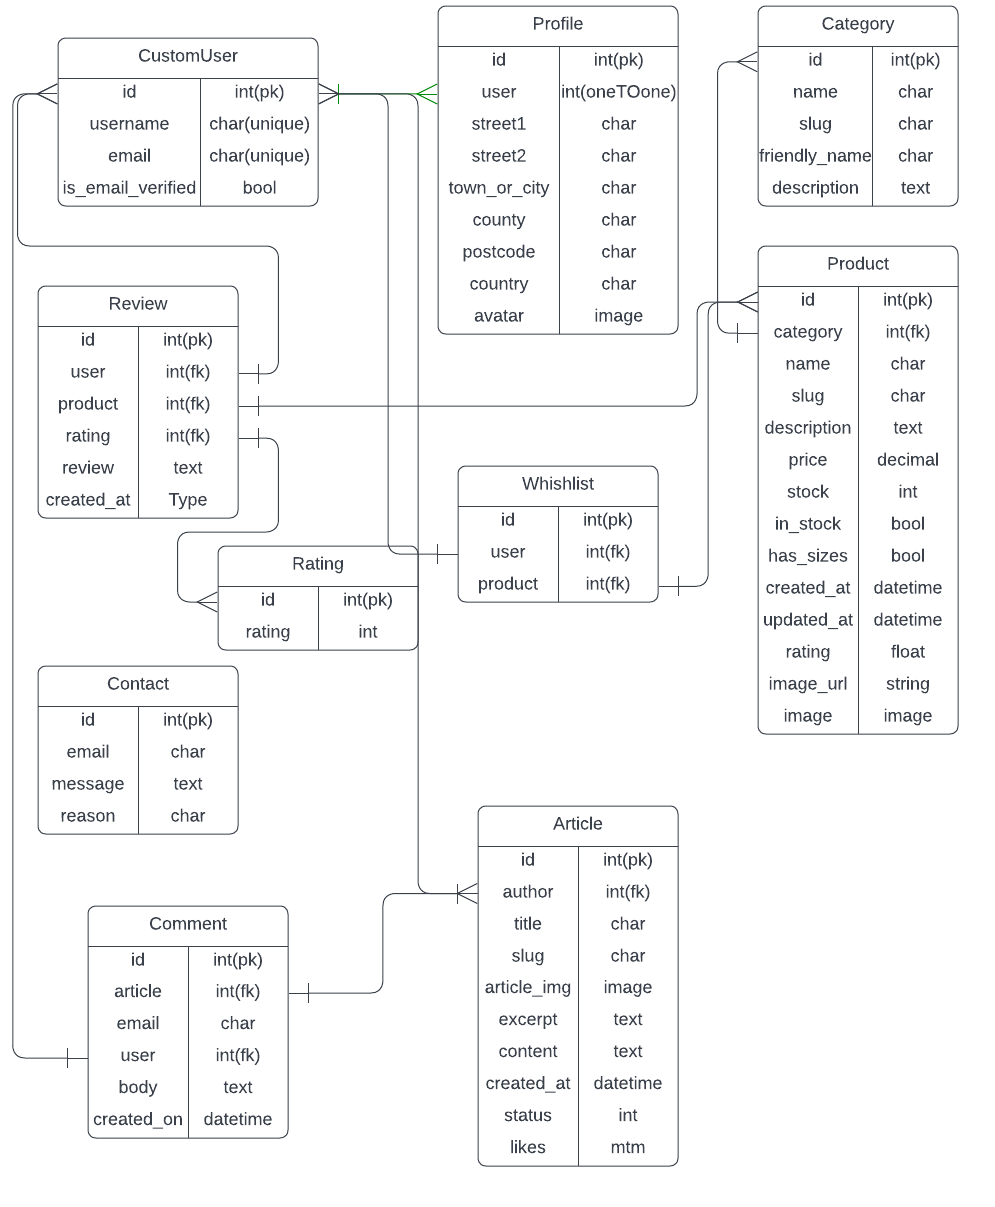 CustomUser
id int(pk)
username char(unique)
email char(unique)
is_email_verified bool
Profile
id int(pk)
user int(oneTOone)
street1 char
street2 char
town_or_city char
county char
postcode char
country char
avatar image
Category
id int(pk)
name char
slug char
friendly_name char
description text
Product
id int(pk)
category int(fk)
name char
slug char
description text
price decimal
stock int
in_stock bool
has_sizes bool
created_at datetime
updated_at datetime
rating float
image_url string
image image
Review
id int(pk)
user int(fk)
product int(fk)
rating int(fk)
review text
created_at Type
Whishlist
id int(pk)
user int(fk)
product int(fk)
Rating
id int(pk)
rating int
Contact
id int(pk)
email char
message text
reason char
Article
id int(pk)
author int(fk)
title char
slug char
article_img image
excerpt text
content text
created_at datetime
status int
likes mtm
Comment
id int(pk)
article int(fk)
email char
user int(fk)
body text
created_on datetime